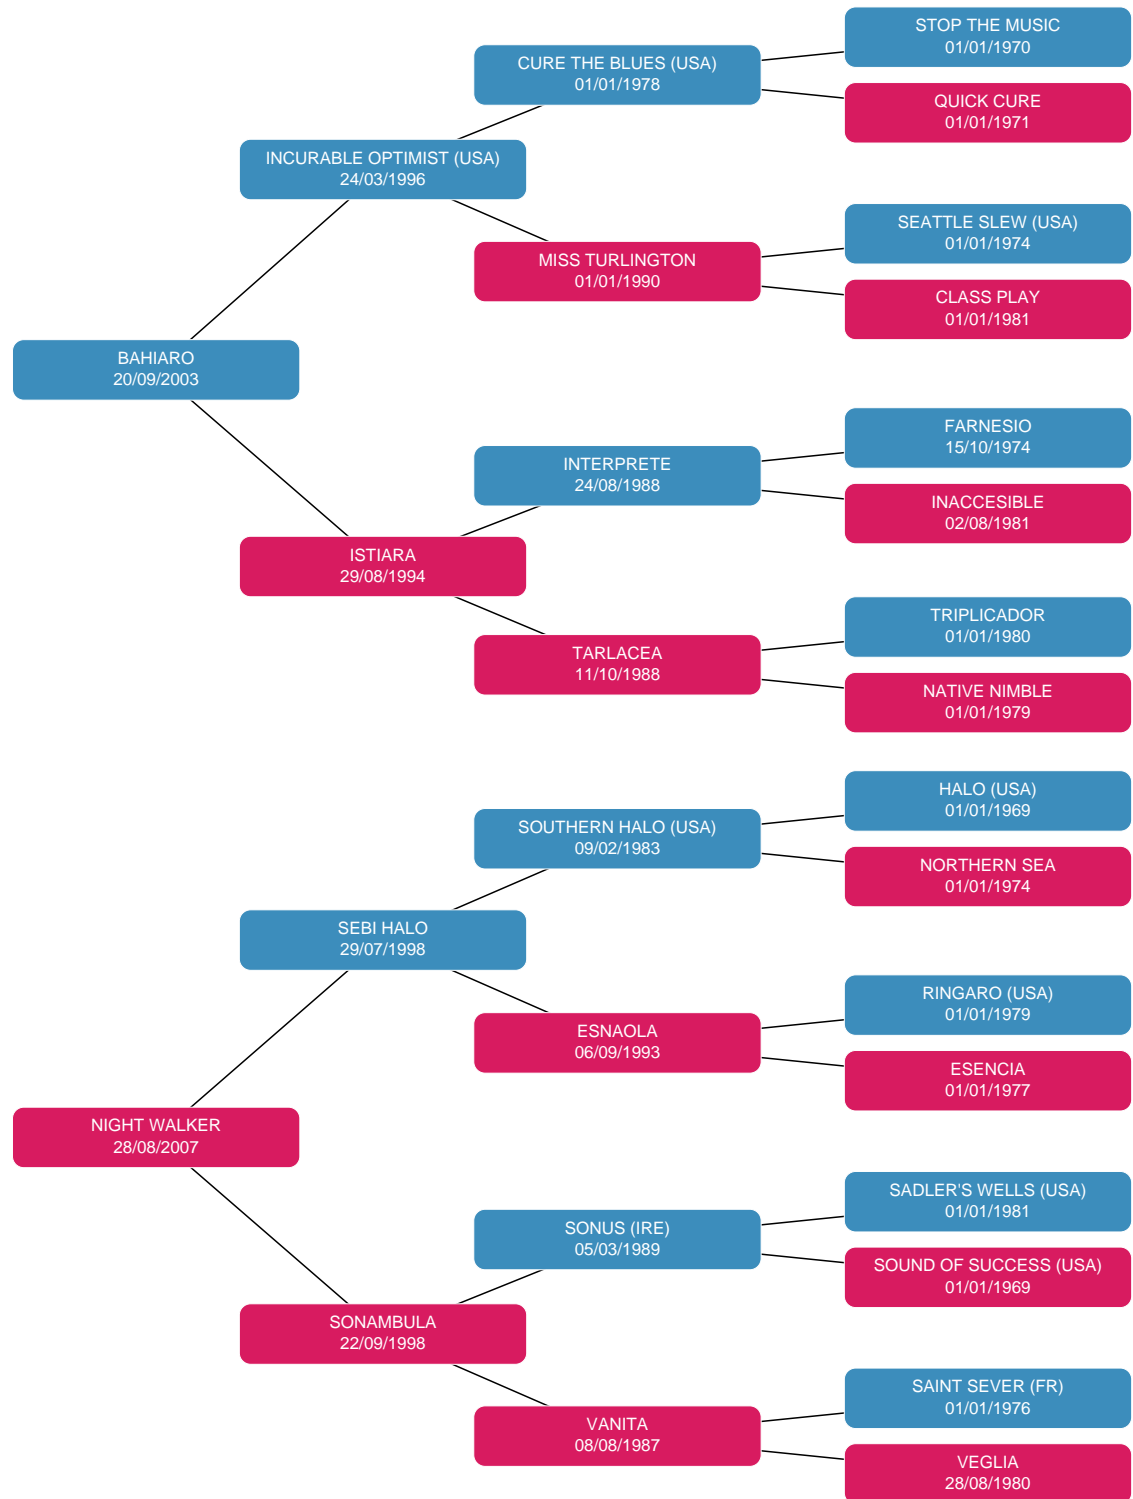 STOP THE MUSIC
01/01/1970
CURE THE BLUES (USA)
01/01/1978
QUICK CURE
01/01/1971
INCURABLE OPTIMIST (USA)
24/03/1996
SEATTLE SLEW (USA)
01/01/1974
MISS TURLINGTON
01/01/1990
CLASS PLAY
01/01/1981
BAHIARO
20/09/2003
FARNESIO
15/10/1974
INTERPRETE
24/08/1988
INACCESIBLE
02/08/1981
ISTIARA
29/08/1994
TRIPLICADOR
01/01/1980
TARLACEA
11/10/1988
NATIVE NIMBLE
01/01/1979
HALO (USA)
01/01/1969
SOUTHERN HALO (USA)
09/02/1983
NORTHERN SEA
01/01/1974
SEBI HALO
29/07/1998
RINGARO (USA)
01/01/1979
ESNAOLA
06/09/1993
ESENCIA
01/01/1977
NIGHT WALKER
28/08/2007
SADLER'S WELLS (USA)
01/01/1981
SONUS (IRE)
05/03/1989
SOUND OF SUCCESS (USA)
01/01/1969
SONAMBULA
22/09/1998
SAINT SEVER (FR)
01/01/1976
VANITA
08/08/1987
VEGLIA
28/08/1980